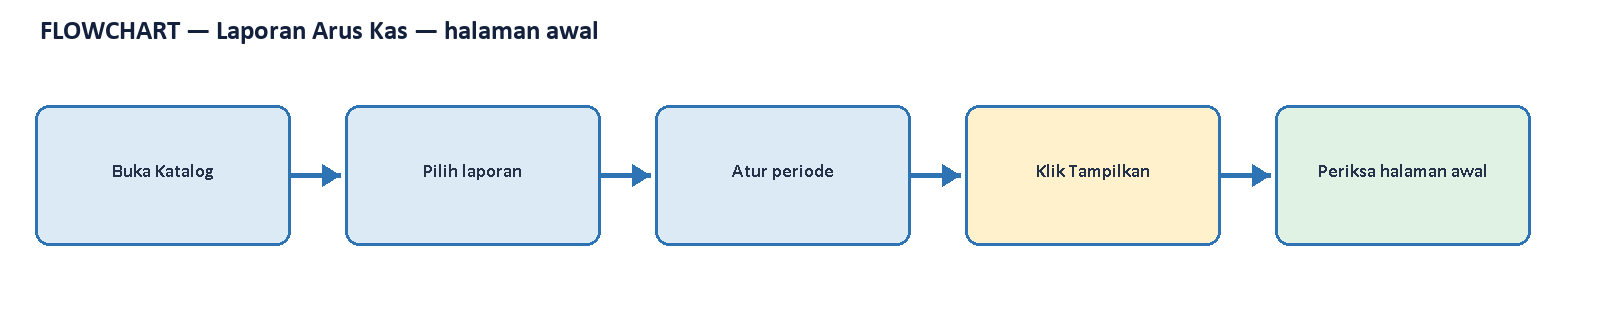 FLOWCHART — Laporan Arus Kas — halaman awal
Buka Katalog
Pilih laporan
Atur periode
Klik Tampilkan
Periksa halaman awal